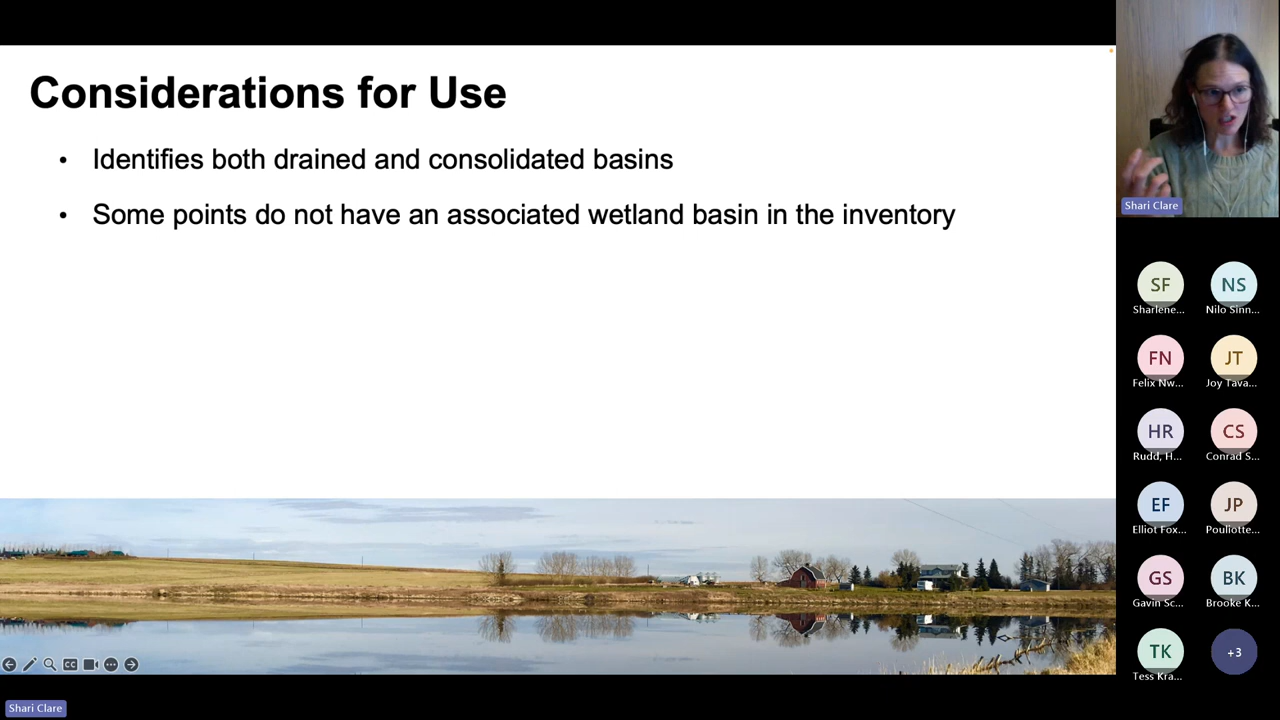 Considerations for Use
• Identifies both drained and consolidated basins
• Some points do not have an associated wetland basin in the inventory
Shari Clare
SF
NS
Sharlene...
Nilo Sinn...
FN
JT
Felix Nw...
Joy Tava...
HR
CS
Rudd, H...
Conrad S...
EF
JP
Elliot Fox...
Pouliotte...
GS
BK
Gavin Sc...
Brooke K...
TK
+3
Tess Kra...
CC
Shari Clare